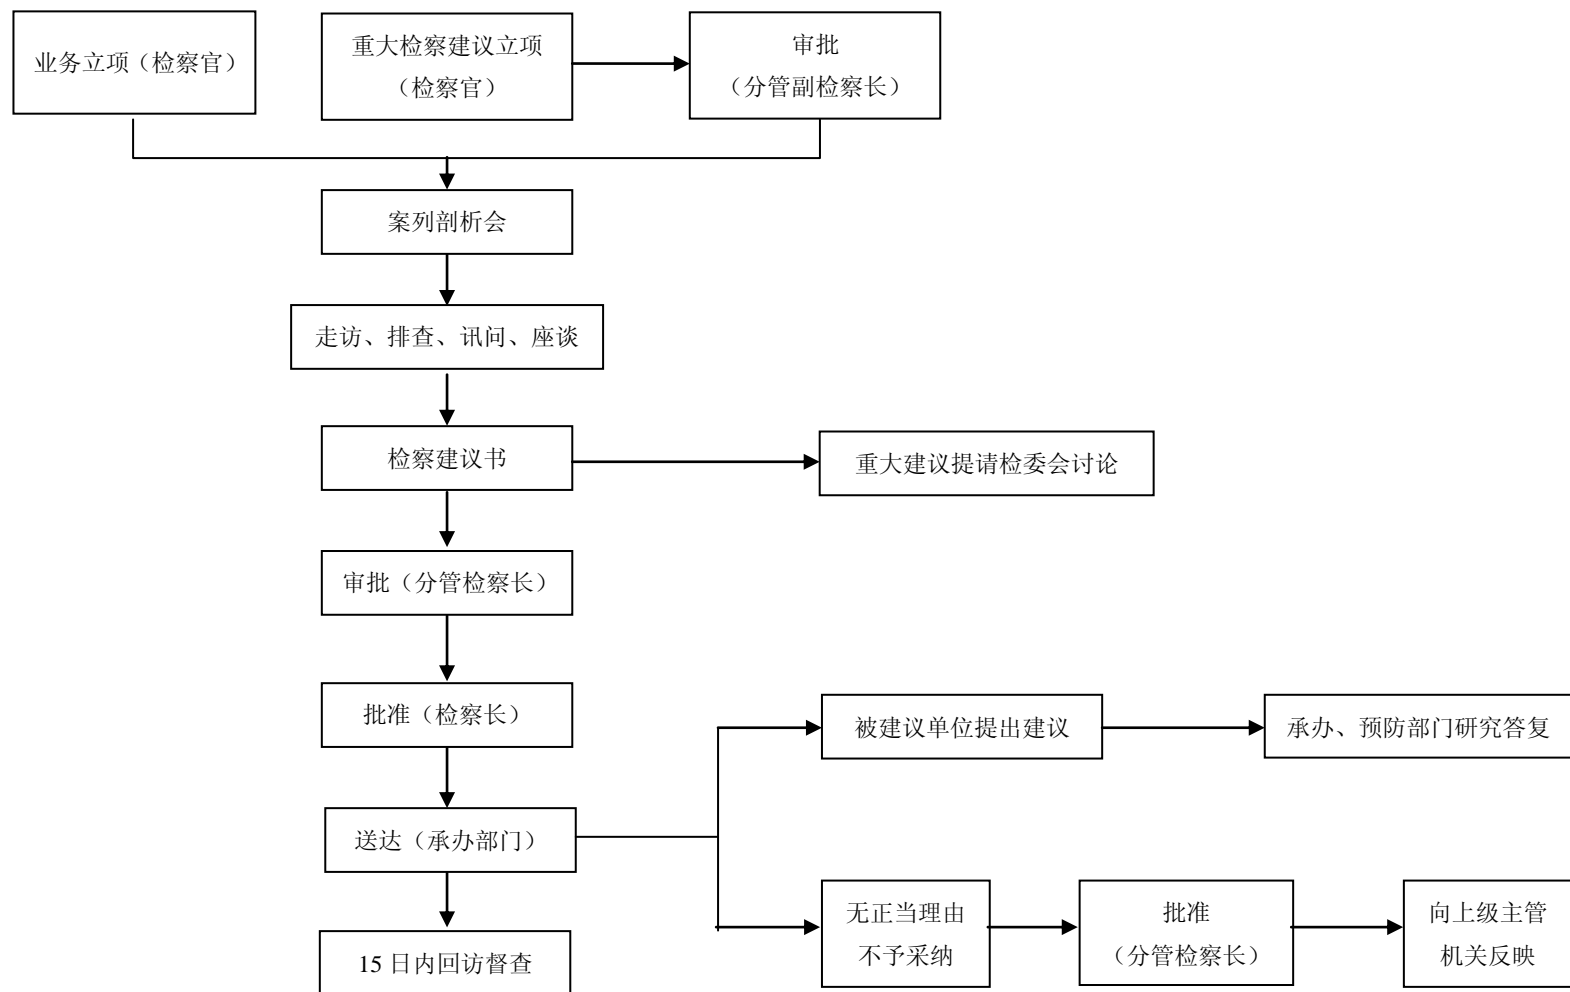 业务立项（检察官）
重大检察建议立项
（检察官）
审批
（分管副检察长）
案列剖析会
走访、排查、讯问、座谈
检察建议书
重大建议提请检委会讨论
审批（分管检察长）
批准（检察长）
被建议单位提出建议
承办、预防部门研究答复
送达（承办部门）
无正当理由
不予采纳
批准
（分管检察长）
向上级主管
机关反映
15 日内回访督查